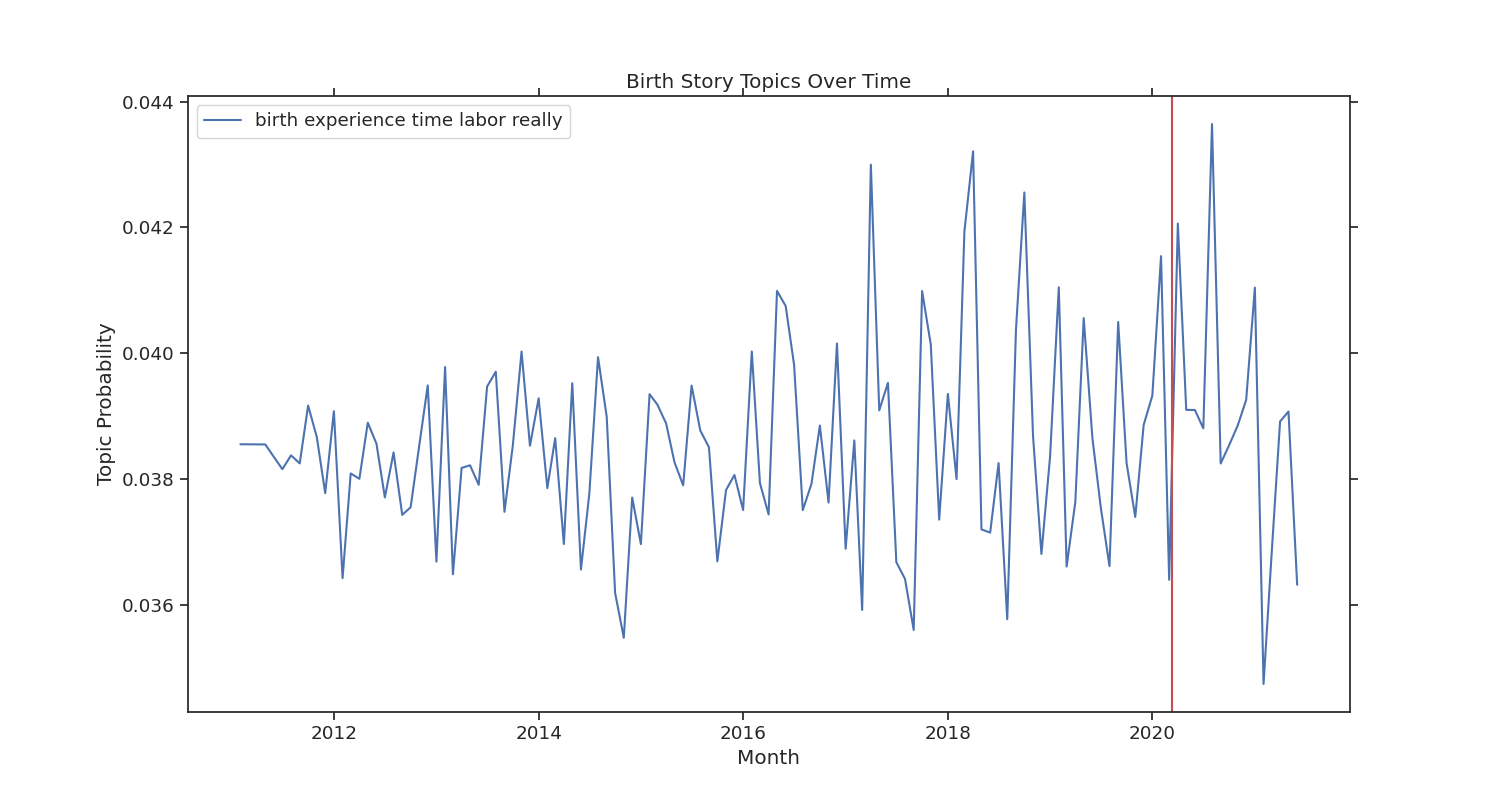 Birth Story Topics Over Time
birth experience time labor really
Topic Probability
0.044
0.042
0.040
0.038
0.036
2012 2014 2016 2018 2020
Month